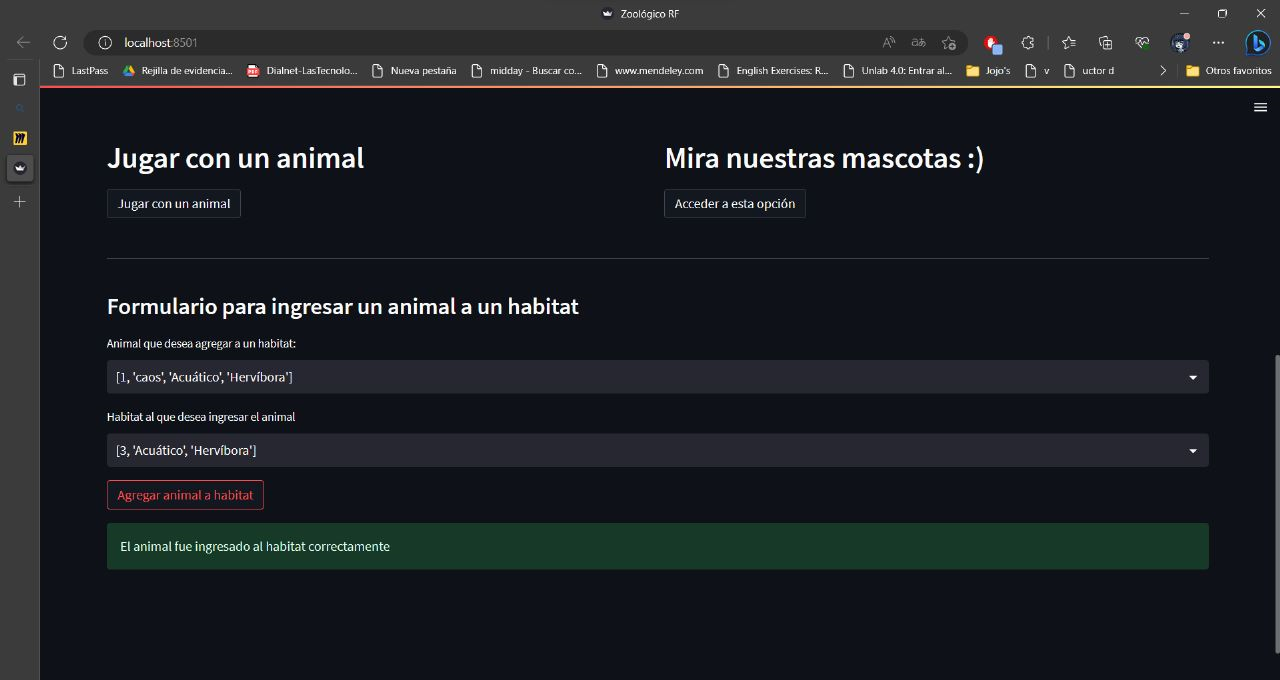 Zoológico RF
localhost:8501
LastPass
Rejilla de evidencia...
Dialnet-LasTecnolo...
Nueva pestaña
midday - Buscar co...
www.mendeley.com
English Exercises: R...
Unlab 4.0: Entrar al...
Jojo's
v
uctor d
Otros favoritos
Jugar con un animal
Mira nuestras mascotas :)
Jugar con un animal
Acceder a esta opción
Formulario para ingresar un animal a un habitat
Animal que desea agregar a un habitat:
[1, 'caos', 'Acuático', 'Hervíbora']
Habitat al que desea ingresar el animal
[3, 'Acuático', 'Hervíbora']
Agregar animal a habitat
El animal fue ingresado al habitat correctamente